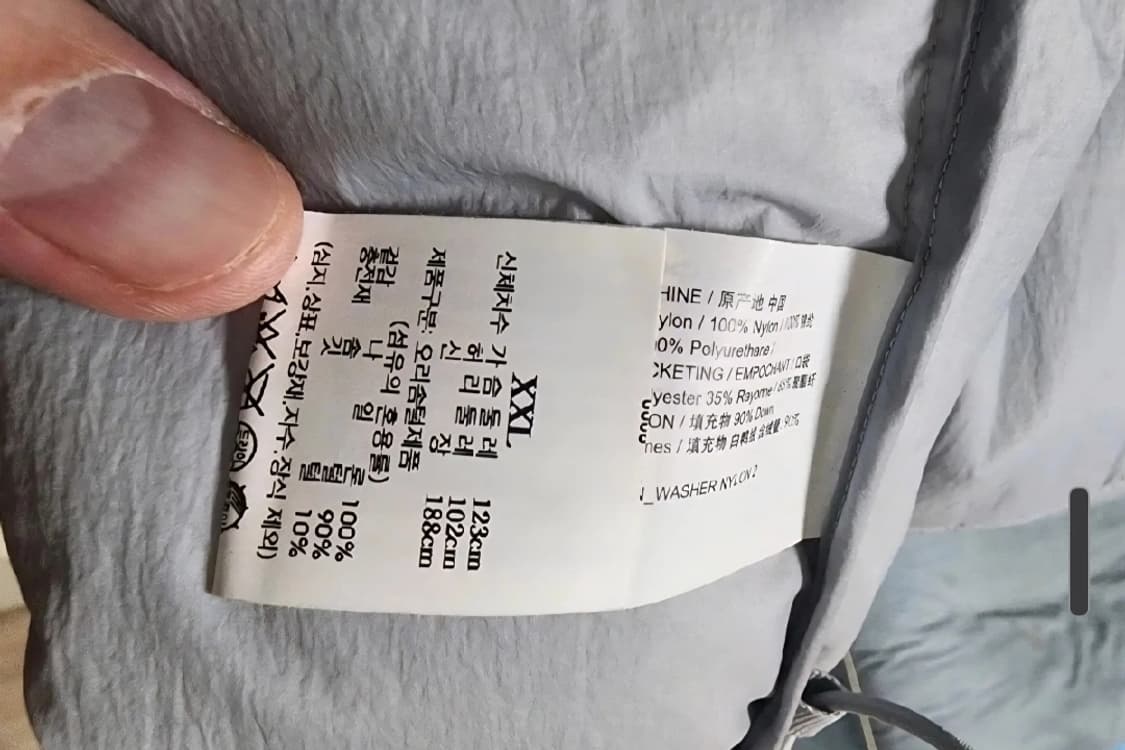 XXL
신체치수 가슴둘레 123cm
허리둘레 102cm
신장 188cm
제품구분: 오리솜털제품
(섬유의 혼용률)
겉감 나일론 100%
충전재 솜털 90%
깃털 10%
(심지,상표,보강재,자수,장식 제외)
HINE / 原产地 中国
ylon / 100% Nylon / 100% 锦纶
0% Polyurethare /
CKETING / EMPOCHANT / 口袋
yester 35% Rayome / 65% 聚酯纤
ON / 填充物 90% Down
nes / 填充物 白鸭绒 含绒量: 90%
_WASHER NYLON 2